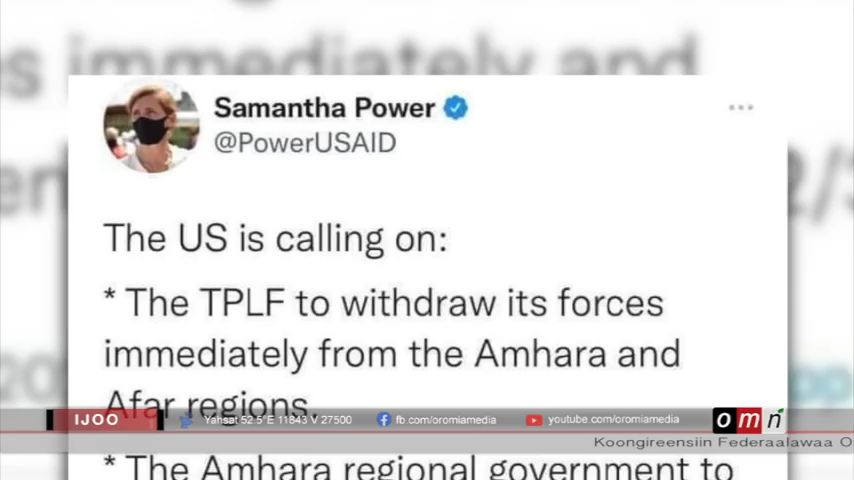 s immediately and
Samantha Power
@PowerUSAID
The US is calling on:
* The TPLF to withdraw its forces
immediately from the Amhara and
Afar regions.
IJOO
Yahsat 52.5°E 11843 V 27500
fb.com/oromiamedia
youtube.com/oromiamedia
omn
Koongireensiin Federaalawaa O
* The Amhara regional government to